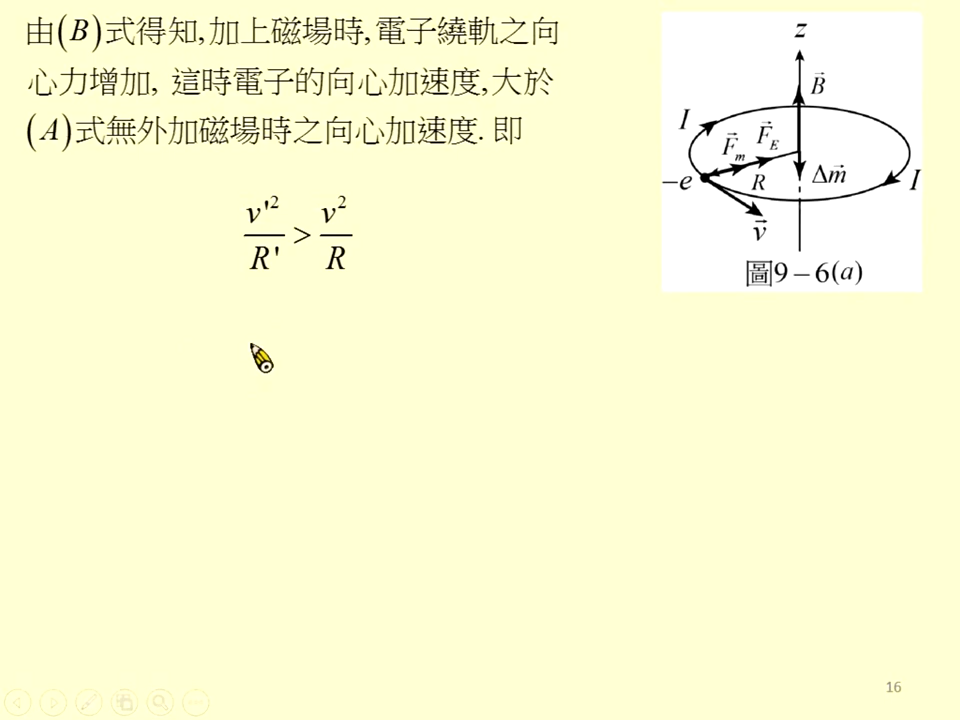 由(B)式得知,加上磁場時,電子繞軌之向
心力增加, 這時電子的向心加速度,大於
(A)式無外加磁場時之向心加速度. 即
v'²/R' > v²/R
z
B⃗
I
F⃗m F⃗E
−e R Δm⃗ I
v⃗
圖9−6(a)
16